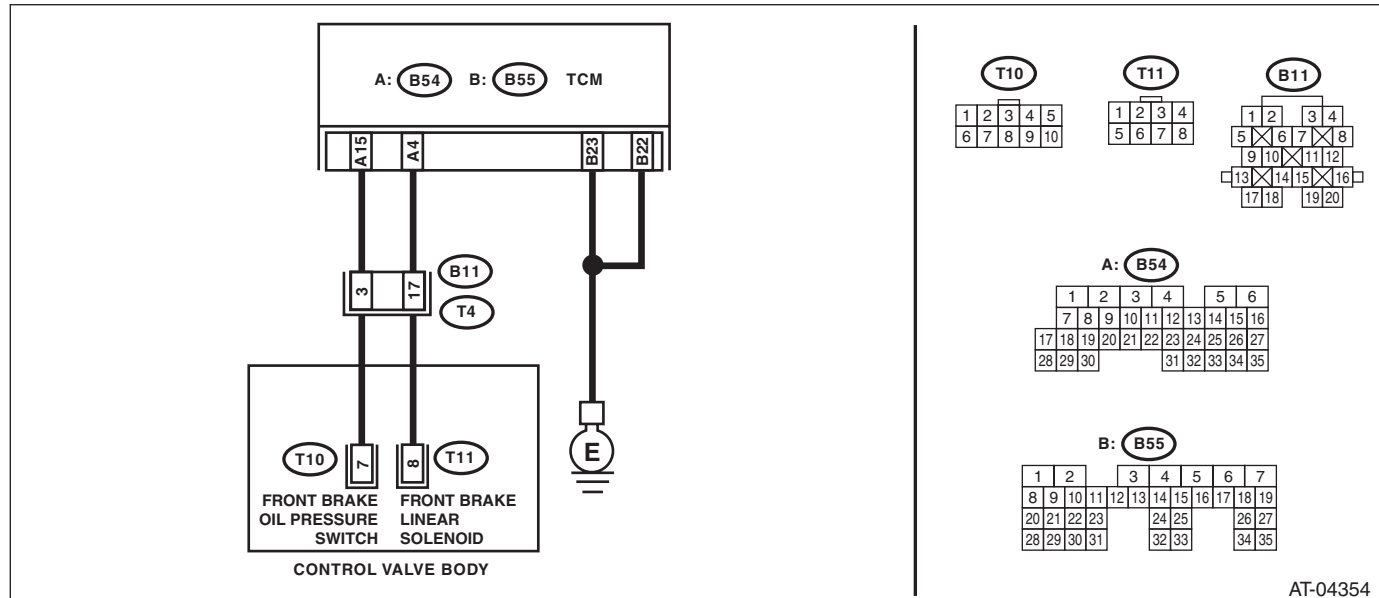 A: B54 B: B55 TCM
A15 A4 B23 B22
3 17
B11
T4
T10 7 8 T11
FRONT BRAKE
OIL PRESSURE
SWITCH
FRONT BRAKE
LINEAR
SOLENOID
CONTROL VALVE BODY
E
T10
1 2 3 4 5
6 7 8 9 10
T11
1 2 3 4
5 6 7 8
B11
1 2 3 4
5 6 7 8
9 10 11 12
13 14 15 16
17 18 19 20
A: B54
1 2 3 4 5 6
7 8 9 10 11 12 13 14 15 16
17 18 19 20 21 22 23 24 25 26 27
28 29 30 31 32 33 34 35
B: B55
1 2 3 4 5 6 7
8 9 10 11 12 13 14 15 16 17 18 19
20 21 22 23 24 25 26 27
28 29 30 31 32 33 34 35
AT-04354